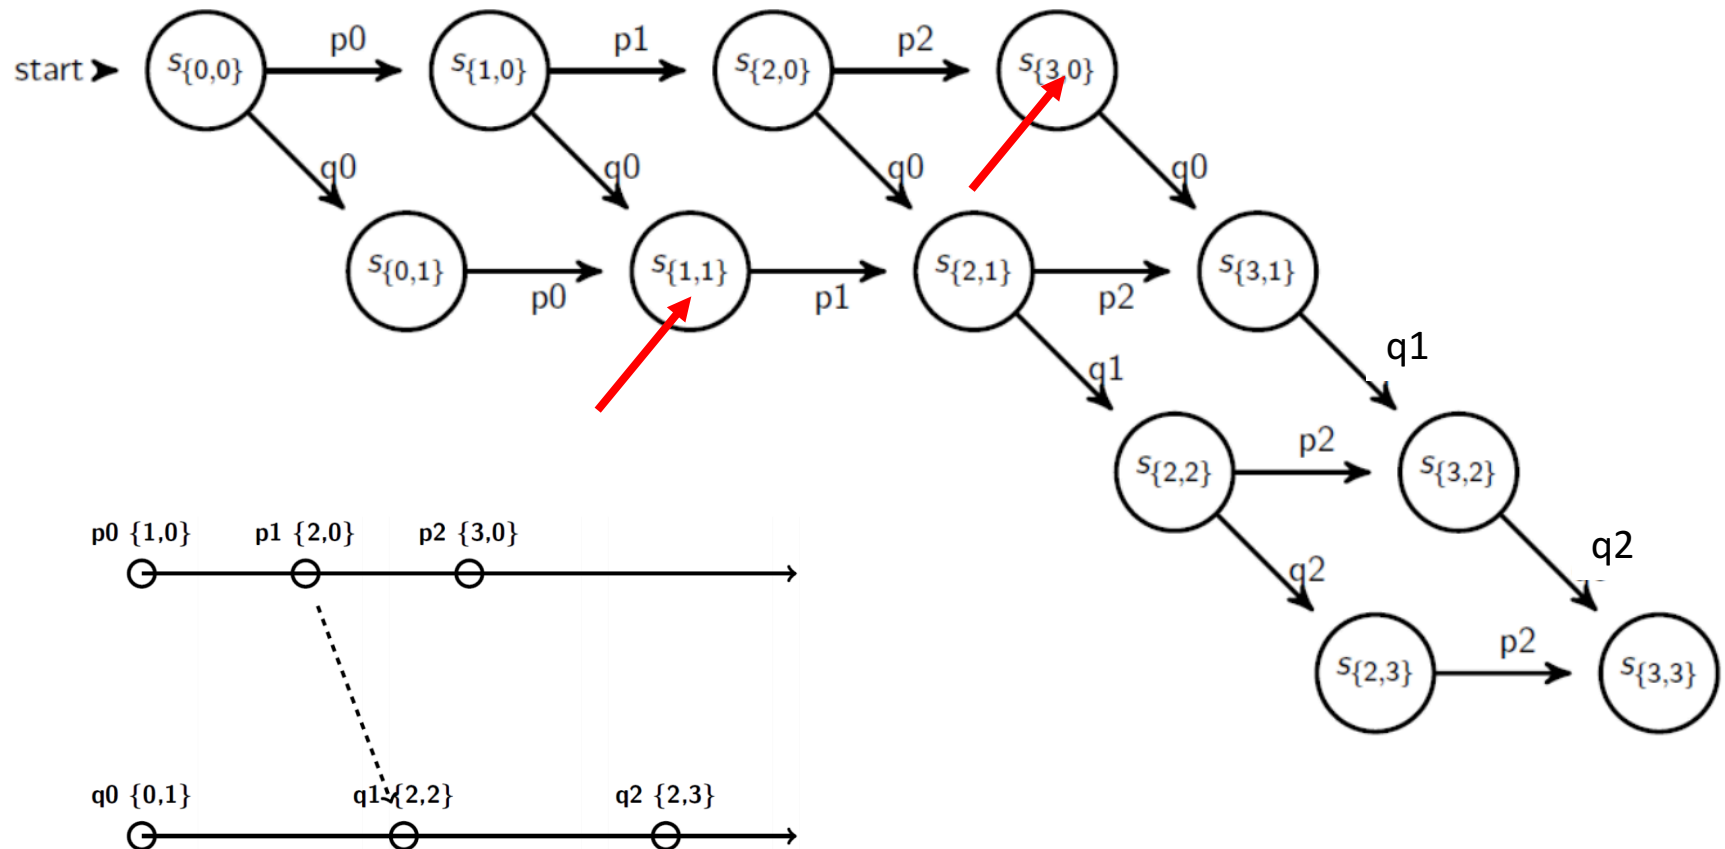 p0 p1 p2
start S{0,0} S{1,0} S{2,0} S{3,0}
q0 q0 q0 q0
S{0,1} S{1,1} S{2,1} S{3,1}
p0 p1 p2
q1 q1
p2
S{2,2} S{3,2}
p0 {1,0} p1 {2,0} p2 {3,0}
q2 q2
p2
S{2,3} S{3,3}
q0 {0,1} q1 {2,2} q2 {2,3}